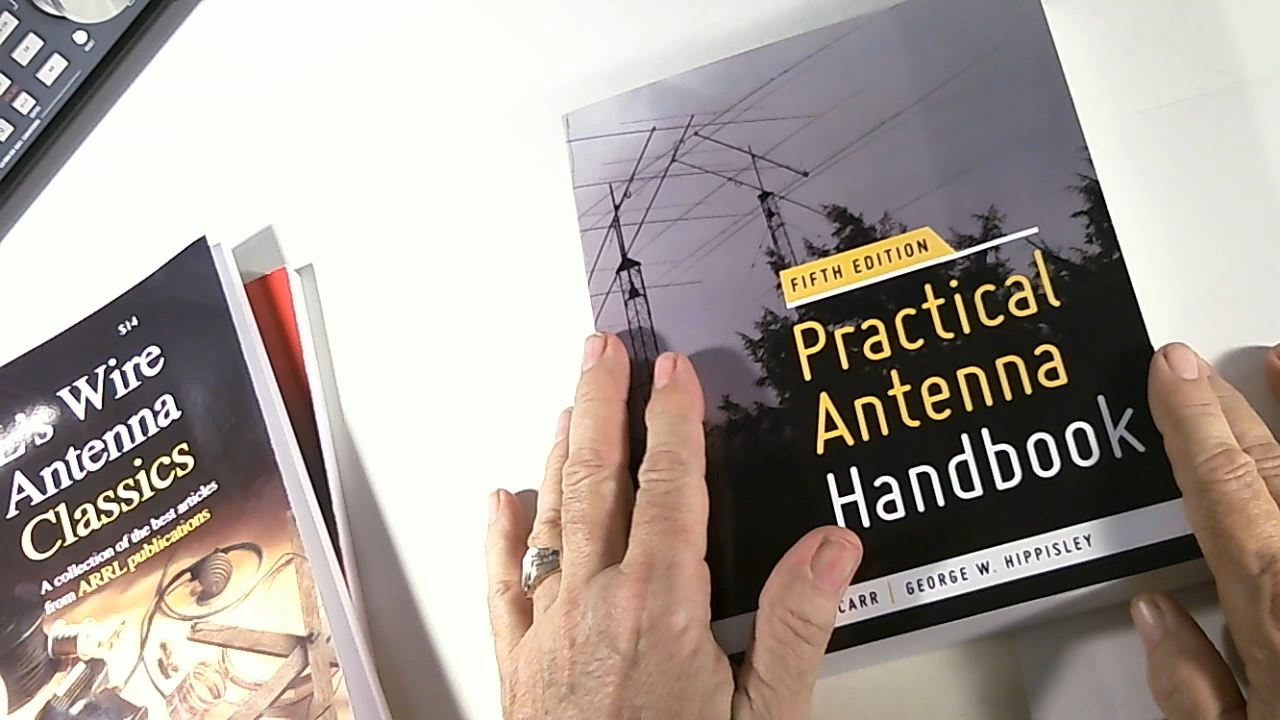 $14
's Wire
Antenna
Classics
A collection of the best articles
from ARRL publications
FIFTH EDITION
Practical
Antenna
Handbook
CARR | GEORGE W. HIPPISLEY